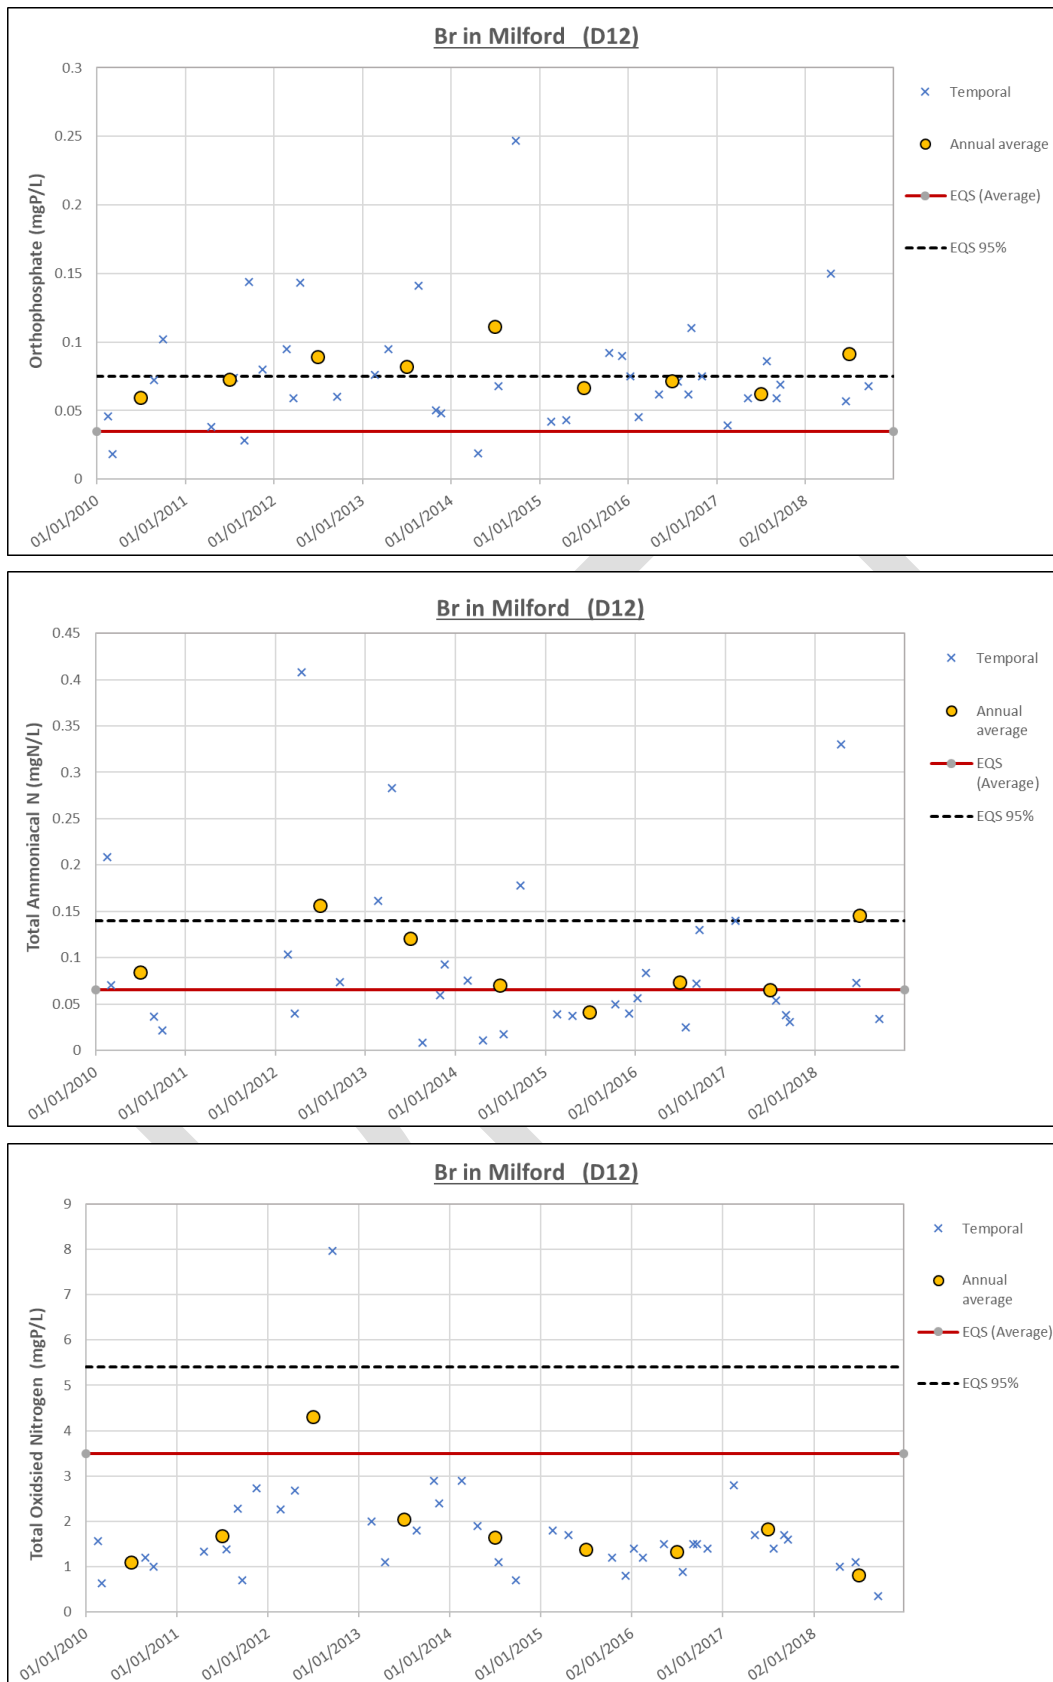 Br in Milford (D12)
Orthophosphate (mgP/L)
0.3
0.25
0.2
0.15
0.1
0.05
0
01/01/2010
01/01/2011
01/01/2012
01/01/2013
01/01/2014
01/01/2015
02/01/2016
01/01/2017
02/01/2018
Temporal
Annual average
EQS (Average)
EQS 95%
Br in Milford (D12)
Total Ammoniacal N (mgN/L)
0.45
0.4
0.35
0.3
0.25
0.2
0.15
0.1
0.05
0
01/01/2010
01/01/2011
01/01/2012
01/01/2013
01/01/2014
01/01/2015
02/01/2016
01/01/2017
02/01/2018
Temporal
Annual
average
EQS
(Average)
EQS 95%
Br in Milford (D12)
Total Oxidsied Nitrogen (mgP/L)
9
8
7
6
5
4
3
2
1
0
01/01/2010
01/01/2011
01/01/2012
01/01/2013
01/01/2014
01/01/2015
02/01/2016
01/01/2017
02/01/2018
Temporal
Annual
average
EQS (Average)
EQS 95%